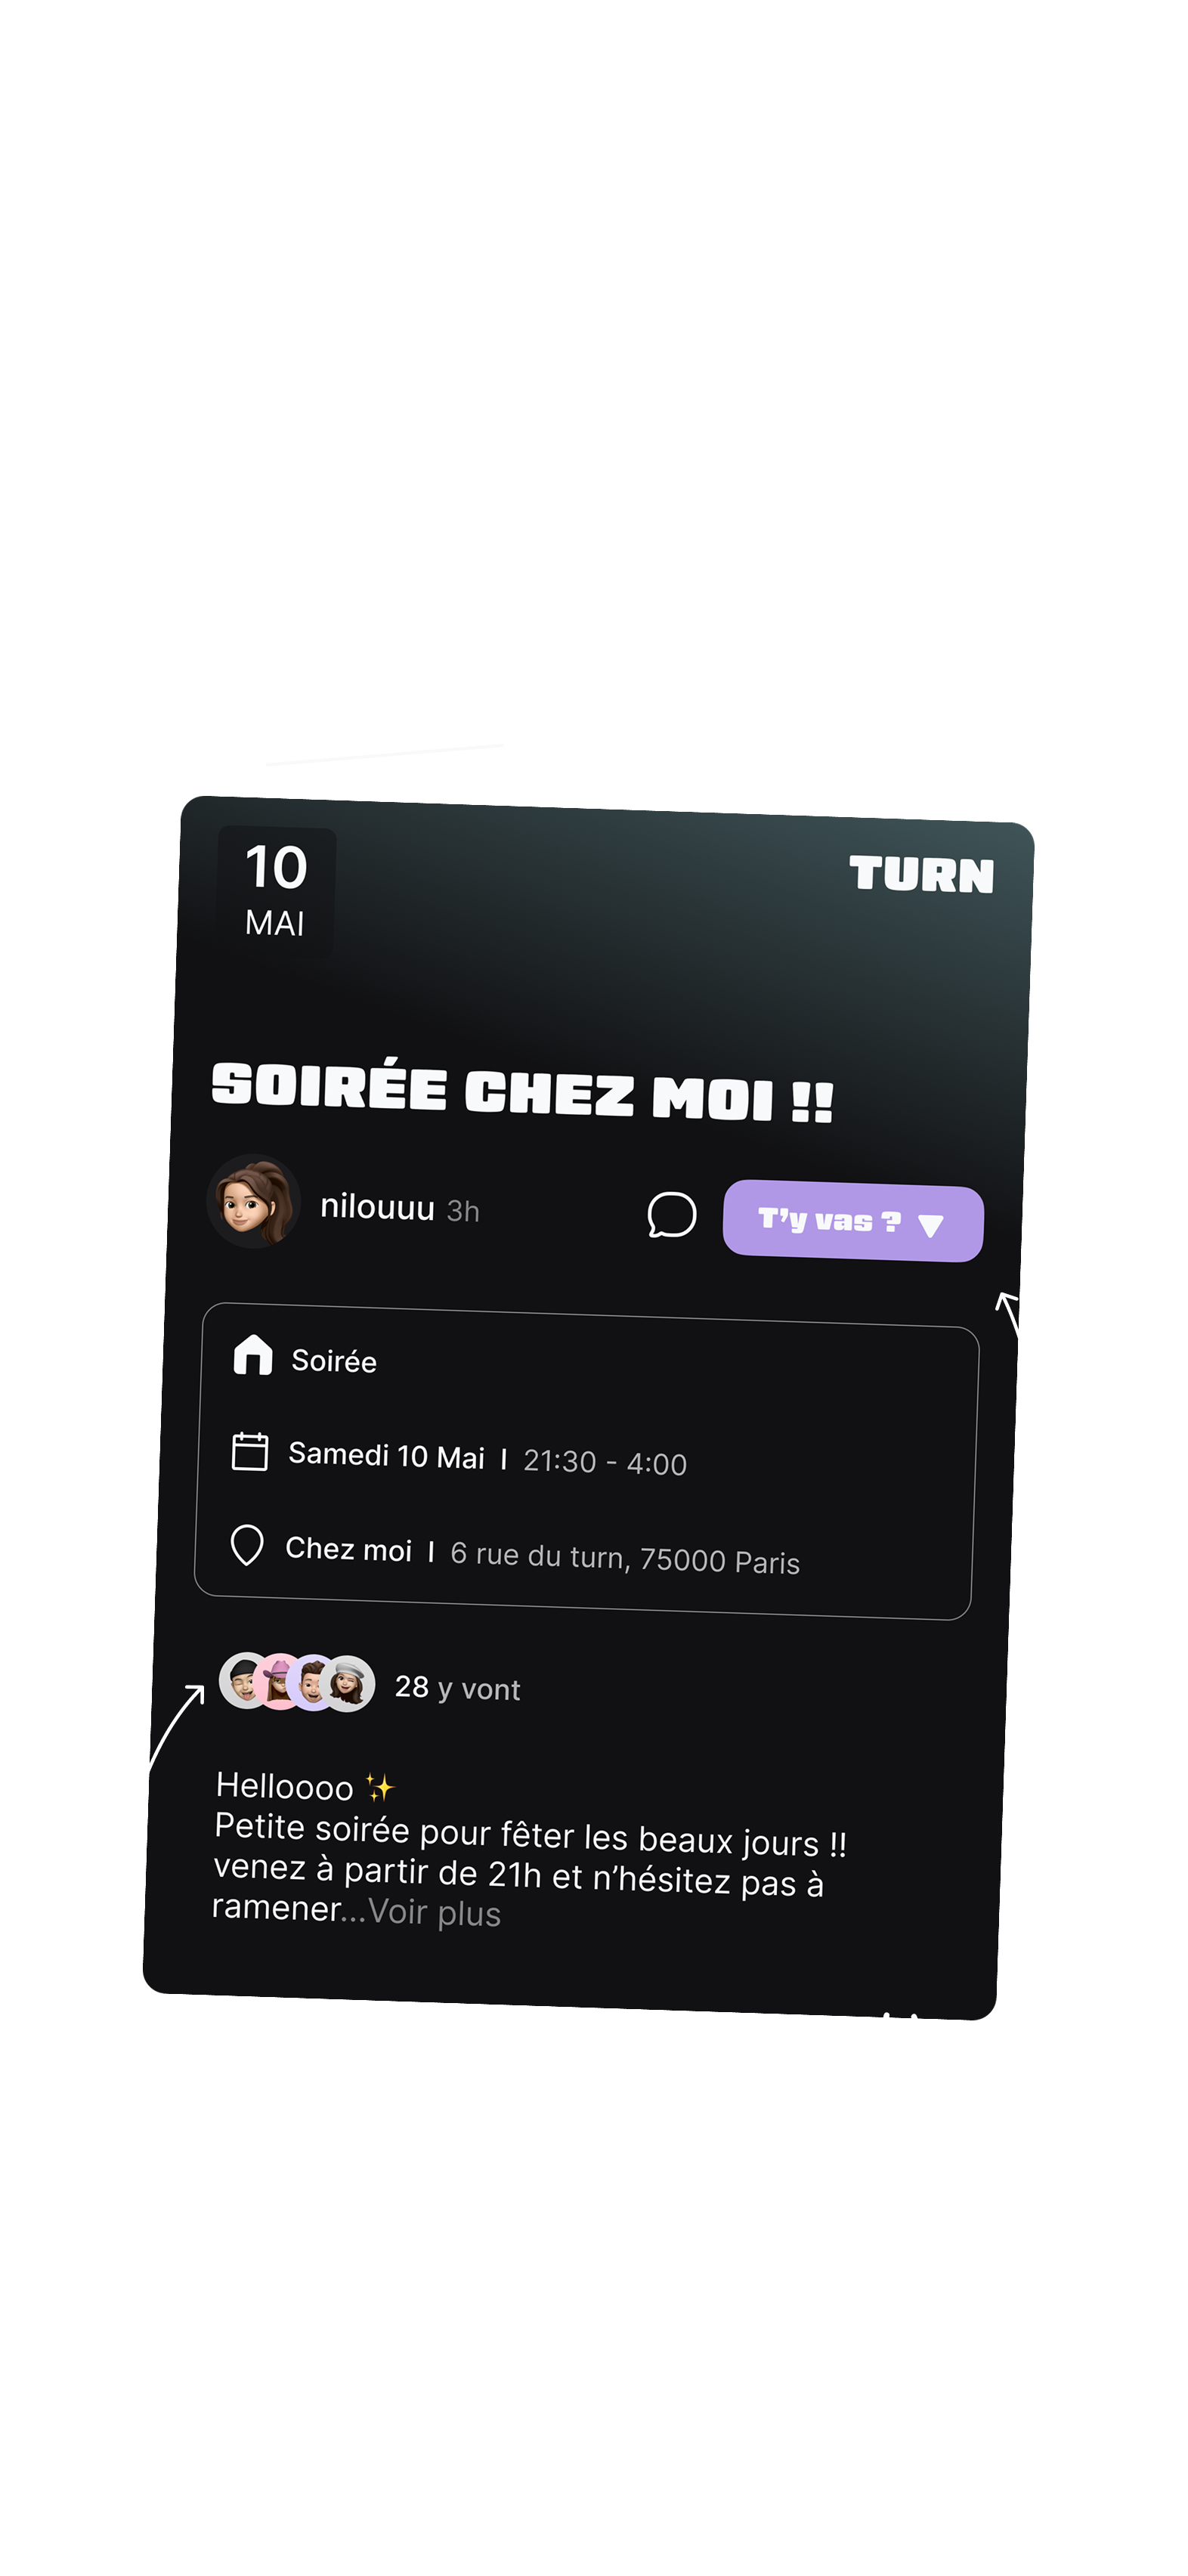 10
MAI
TURN
SOIRÉE CHEZ MOI !!
nilouuu 3h
T'y vas ?
Soirée
Samedi 10 Mai I 21:30 - 4:00
Chez moi I 6 rue du turn, 75000 Paris
28 y vont
Helloooo ✨
Petite soirée pour fêter les beaux jours !!
venez à partir de 21h et n’hésitez pas à
ramener...Voir plus